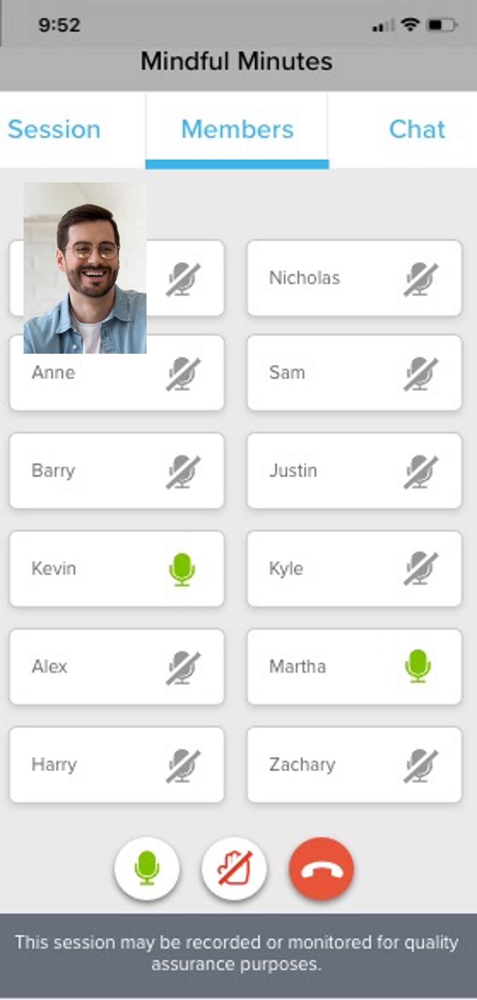 9:52
Mindful Minutes
Session Members Chat
Nicholas
Anne Sam
Barry Justin
Kevin Kyle
Alex Martha
Harry Zachary
This session may be recorded or monitored for quality
assurance purposes.